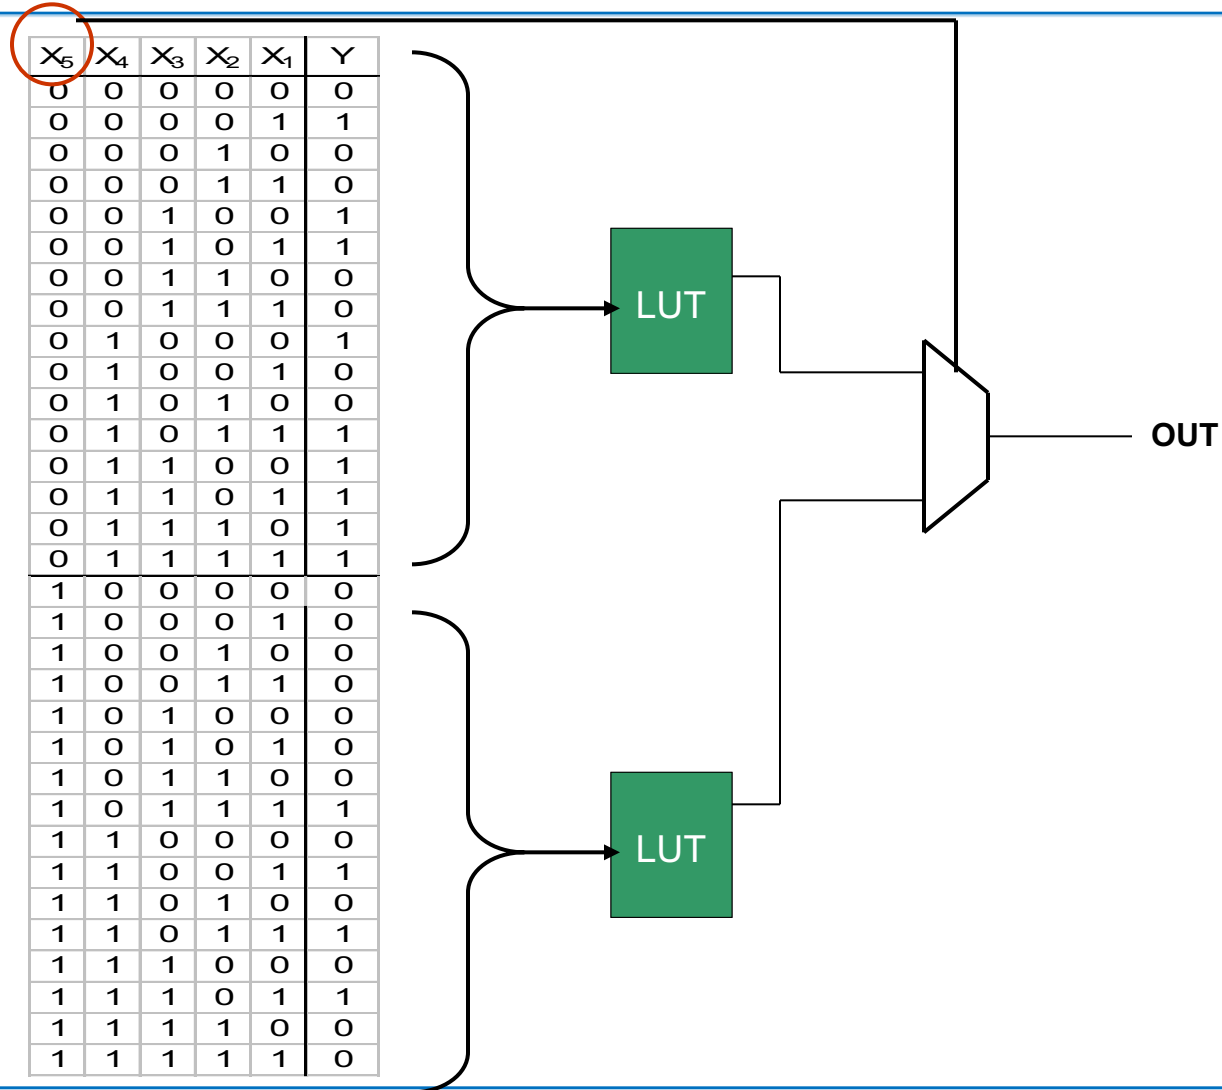 X5 X4 X3 X2 X1 Y
0 0 0 0 0 0
0 0 0 0 1 1
0 0 0 1 0 0
0 0 0 1 1 0
0 0 1 0 0 1
0 0 1 0 1 1
0 0 1 1 0 0
0 0 1 1 1 0
0 1 0 0 0 1
0 1 0 0 1 0
0 1 0 1 0 0
0 1 0 1 1 1
0 1 1 0 0 1
0 1 1 0 1 1
0 1 1 1 0 1
0 1 1 1 1 1
1 0 0 0 0 0
1 0 0 0 1 0
1 0 0 1 0 0
1 0 0 1 1 0
1 0 1 0 0 0
1 0 1 0 1 0
1 0 1 1 0 0
1 0 1 1 1 1
1 1 0 0 0 0
1 1 0 0 1 1
1 1 0 1 0 0
1 1 0 1 1 1
1 1 1 0 0 0
1 1 1 0 1 1
1 1 1 1 0 0
1 1 1 1 1 0
LUT
LUT
OUT